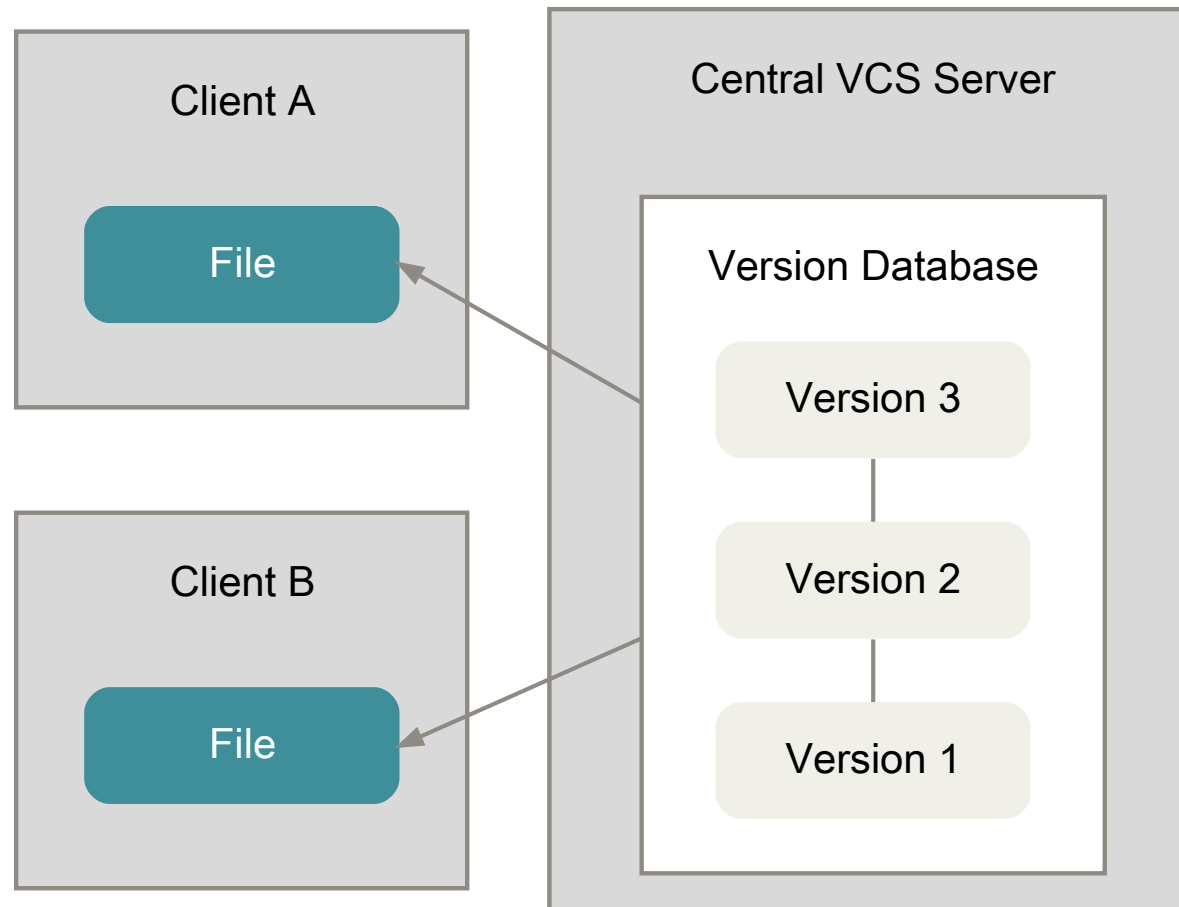 Client A
File
Client B
File
Central VCS Server
Version Database
Version 3
Version 2
Version 1